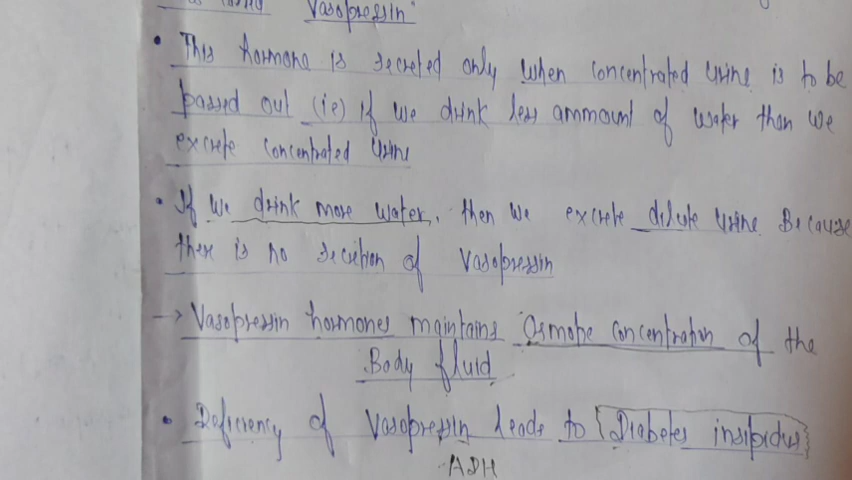 Vasopressin"
• This hormone is secreted only when concentrated urine is to be
passed out (ie) if we drink less ammount of water than we
excrete concentrated urine
• If we drink more water, then we excrete dilute urine. Because
there is no secretion of Vasopressin
→ Vasopressin hormones maintains Osmotic concentration of the
Body fluid
• Deficiency of Vasopressin leads to {Diabetes insipidus}
ADH